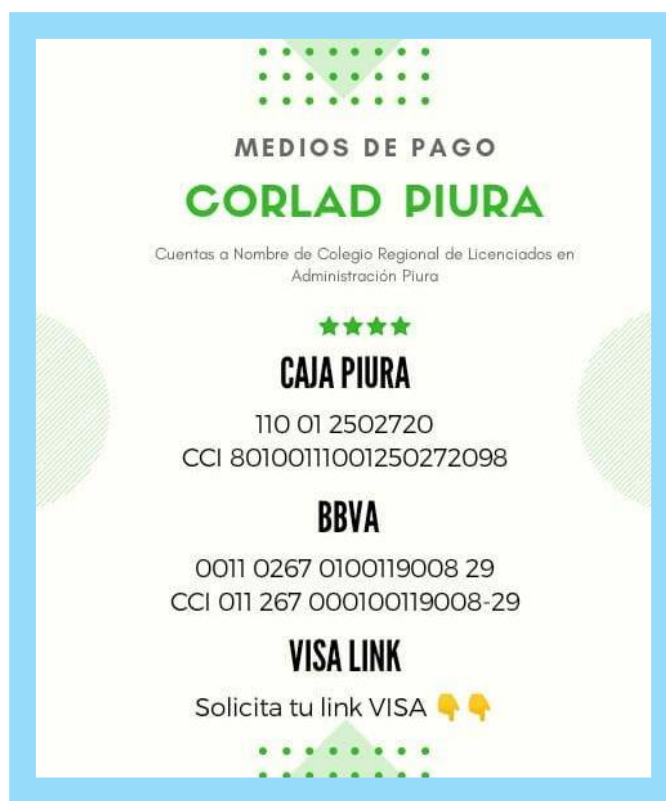 MEDIOS DE PAGO
CORLAD PIURA
Cuentas a Nombre de Colegio Regional de Licenciados en
Administración Piura
CAJA PIURA
110 01 2502720
CCI 80100111001250272098
BBVA
0011 0267 0100119008 29
CCI 011 267 000100119008-29
VISA LINK
Solicita tu link VISA 👇👇